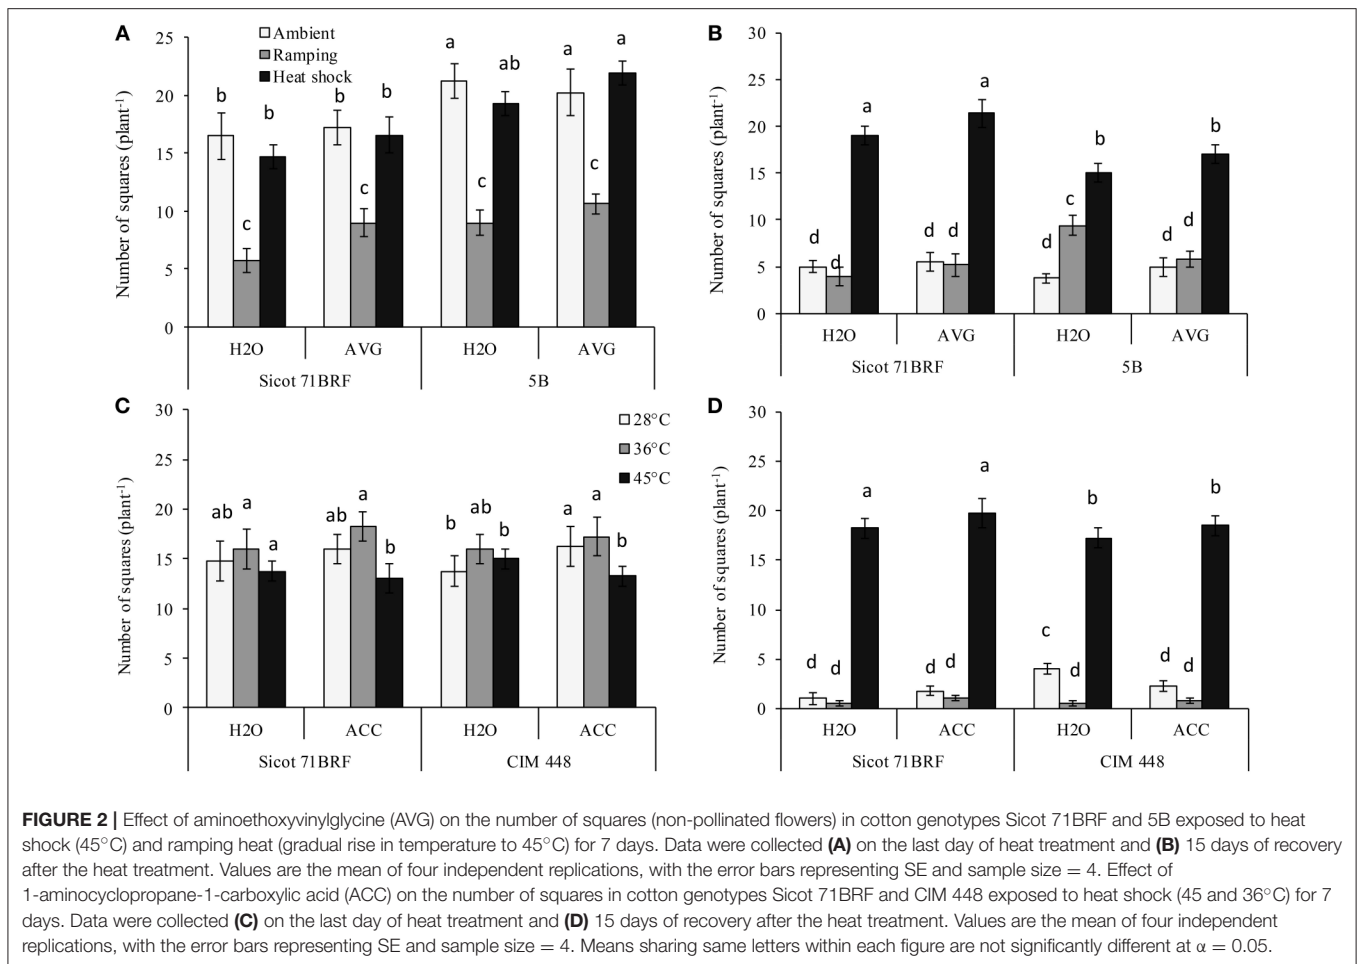 A
25
20
15
10
5
0
Number of squares (plant-1)
Ambient
Ramping
Heat shock
b
c
b
b
c
b
a
c
ab
a
c
a
H2O
AVG
H2O
AVG
Sicot 71BRF
5B
B
30
25
20
15
10
5
0
Number of squares (plant-1)
d
d
a
d
d
a
d
c
b
d
d
b
H2O
AVG
H2O
AVG
Sicot 71BRF
5B
C
30
25
20
15
10
5
0
Number of squares (plant-1)
28°C
36°C
45°C
ab
a
a
ab
a
b
b
ab
b
a
a
b
H2O
ACC
H2O
ACC
Sicot 71BRF
CIM 448
D
30
25
20
15
10
5
0
Number of squares (plant-1)
d
d
a
d
d
a
c
d
b
d
d
b
H2O
ACC
H2O
ACC
Sicot 71BRF
CIM 448
FIGURE 2 | Effect of aminoethoxyvinylglycine (AVG) on the number of squares (non-pollinated flowers) in cotton genotypes Sicot 71BRF and 5B exposed to heat
shock (45°C) and ramping heat (gradual rise in temperature to 45°C) for 7 days. Data were collected (A) on the last day of heat treatment and (B) 15 days of recovery
after the heat treatment. Values are the mean of four independent replications, with the error bars representing SE and sample size = 4. Effect of
1-aminocyclopropane-1-carboxylic acid (ACC) on the number of squares in cotton genotypes Sicot 71BRF and CIM 448 exposed to heat shock (45 and 36°C) for 7
days. Data were collected (C) on the last day of heat treatment and (D) 15 days of recovery after the heat treatment. Values are the mean of four independent
replications, with the error bars representing SE and sample size = 4. Means sharing same letters within each figure are not significantly different at α = 0.05.